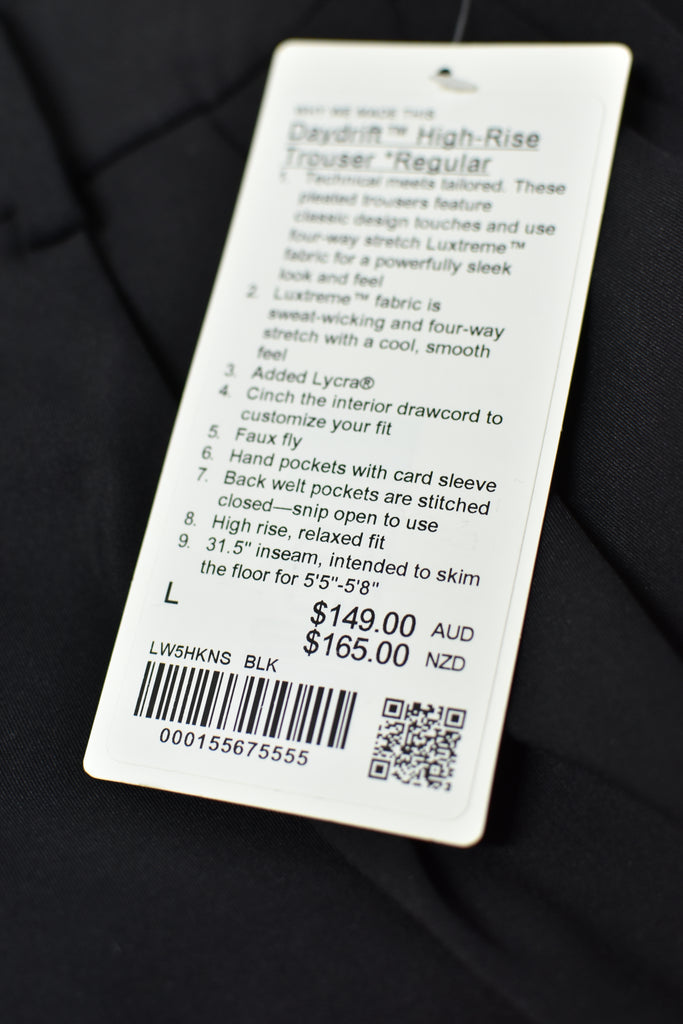 WHY WE MADE THIS
Daydrift™ High-Rise
Trouser *Regular
1. Technical meets tailored. These
pleated trousers feature
classic design touches and use
four-way stretch Luxtreme™
fabric for a powerfully sleek
look and feel
2. Luxtreme™ fabric is
sweat-wicking and four-way
stretch with a cool, smooth
feel
3. Added Lycra®
4. Cinch the interior drawcord to
customize your fit
5. Faux fly
6. Hand pockets with card sleeve
7. Back welt pockets are stitched
closed—snip open to use
8. High rise, relaxed fit
9. 31.5" inseam, intended to skim
the floor for 5'5"-5'8"
L
$149.00 AUD
$165.00 NZD
LW5HKNS BLK
000155675555